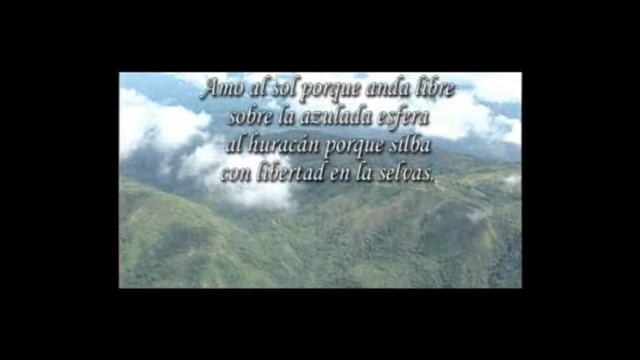 Amo al sol porque anda libre
sobre la azulada esfera
al huracán porque silba
con libertad en la selvas.